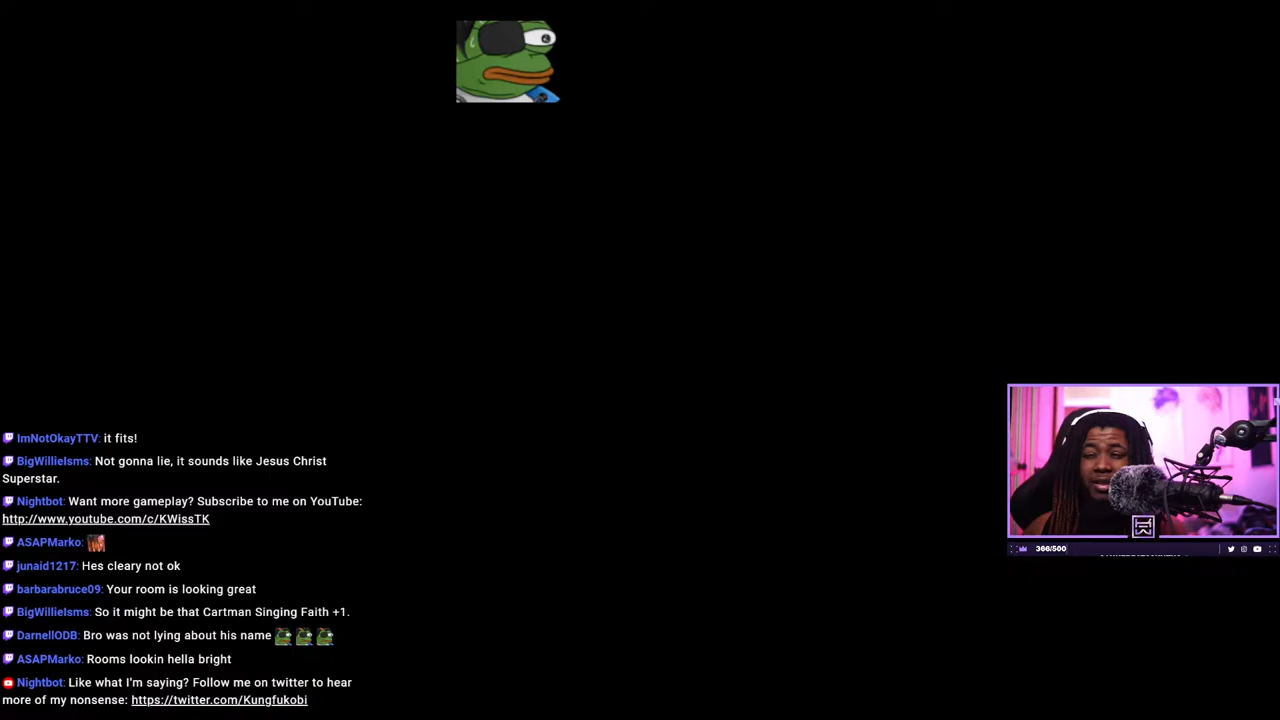 ImNotOkayTTV: it fits!
BigWillieIsms: Not gonna lie, it sounds like Jesus Christ
Superstar.
Nightbot: Want more gameplay? Subscribe to me on YouTube:
http://www.youtube.com/c/KWissTK
ASAPMarko:
junaid1217: Hes cleary not ok
barbarabruce09: Your room is looking great
BigWillieIsms: So it might be that Cartman Singing Faith +1.
DarnellODB: Bro was not lying about his name
ASAPMarko: Rooms lookin hella bright
Nightbot: Like what I'm saying? Follow me on twitter to hear
more of my nonsense: https://twitter.com/Kungfukobi
366/500